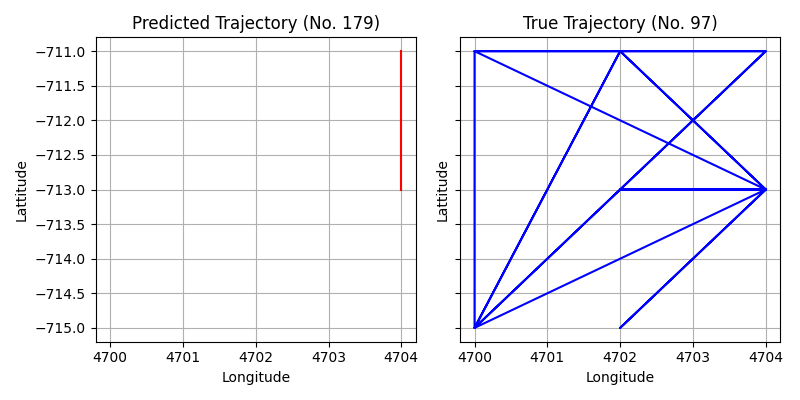 Predicted Trajectory (No. 179)
True Trajectory (No. 97)
−711.0
−711.5
−712.0
−712.5
−713.0
−713.5
−714.0
−714.5
−715.0
Lattitude
Lattitude
4700 4701 4702 4703 4704
4700 4701 4702 4703 4704
Longitude
Longitude